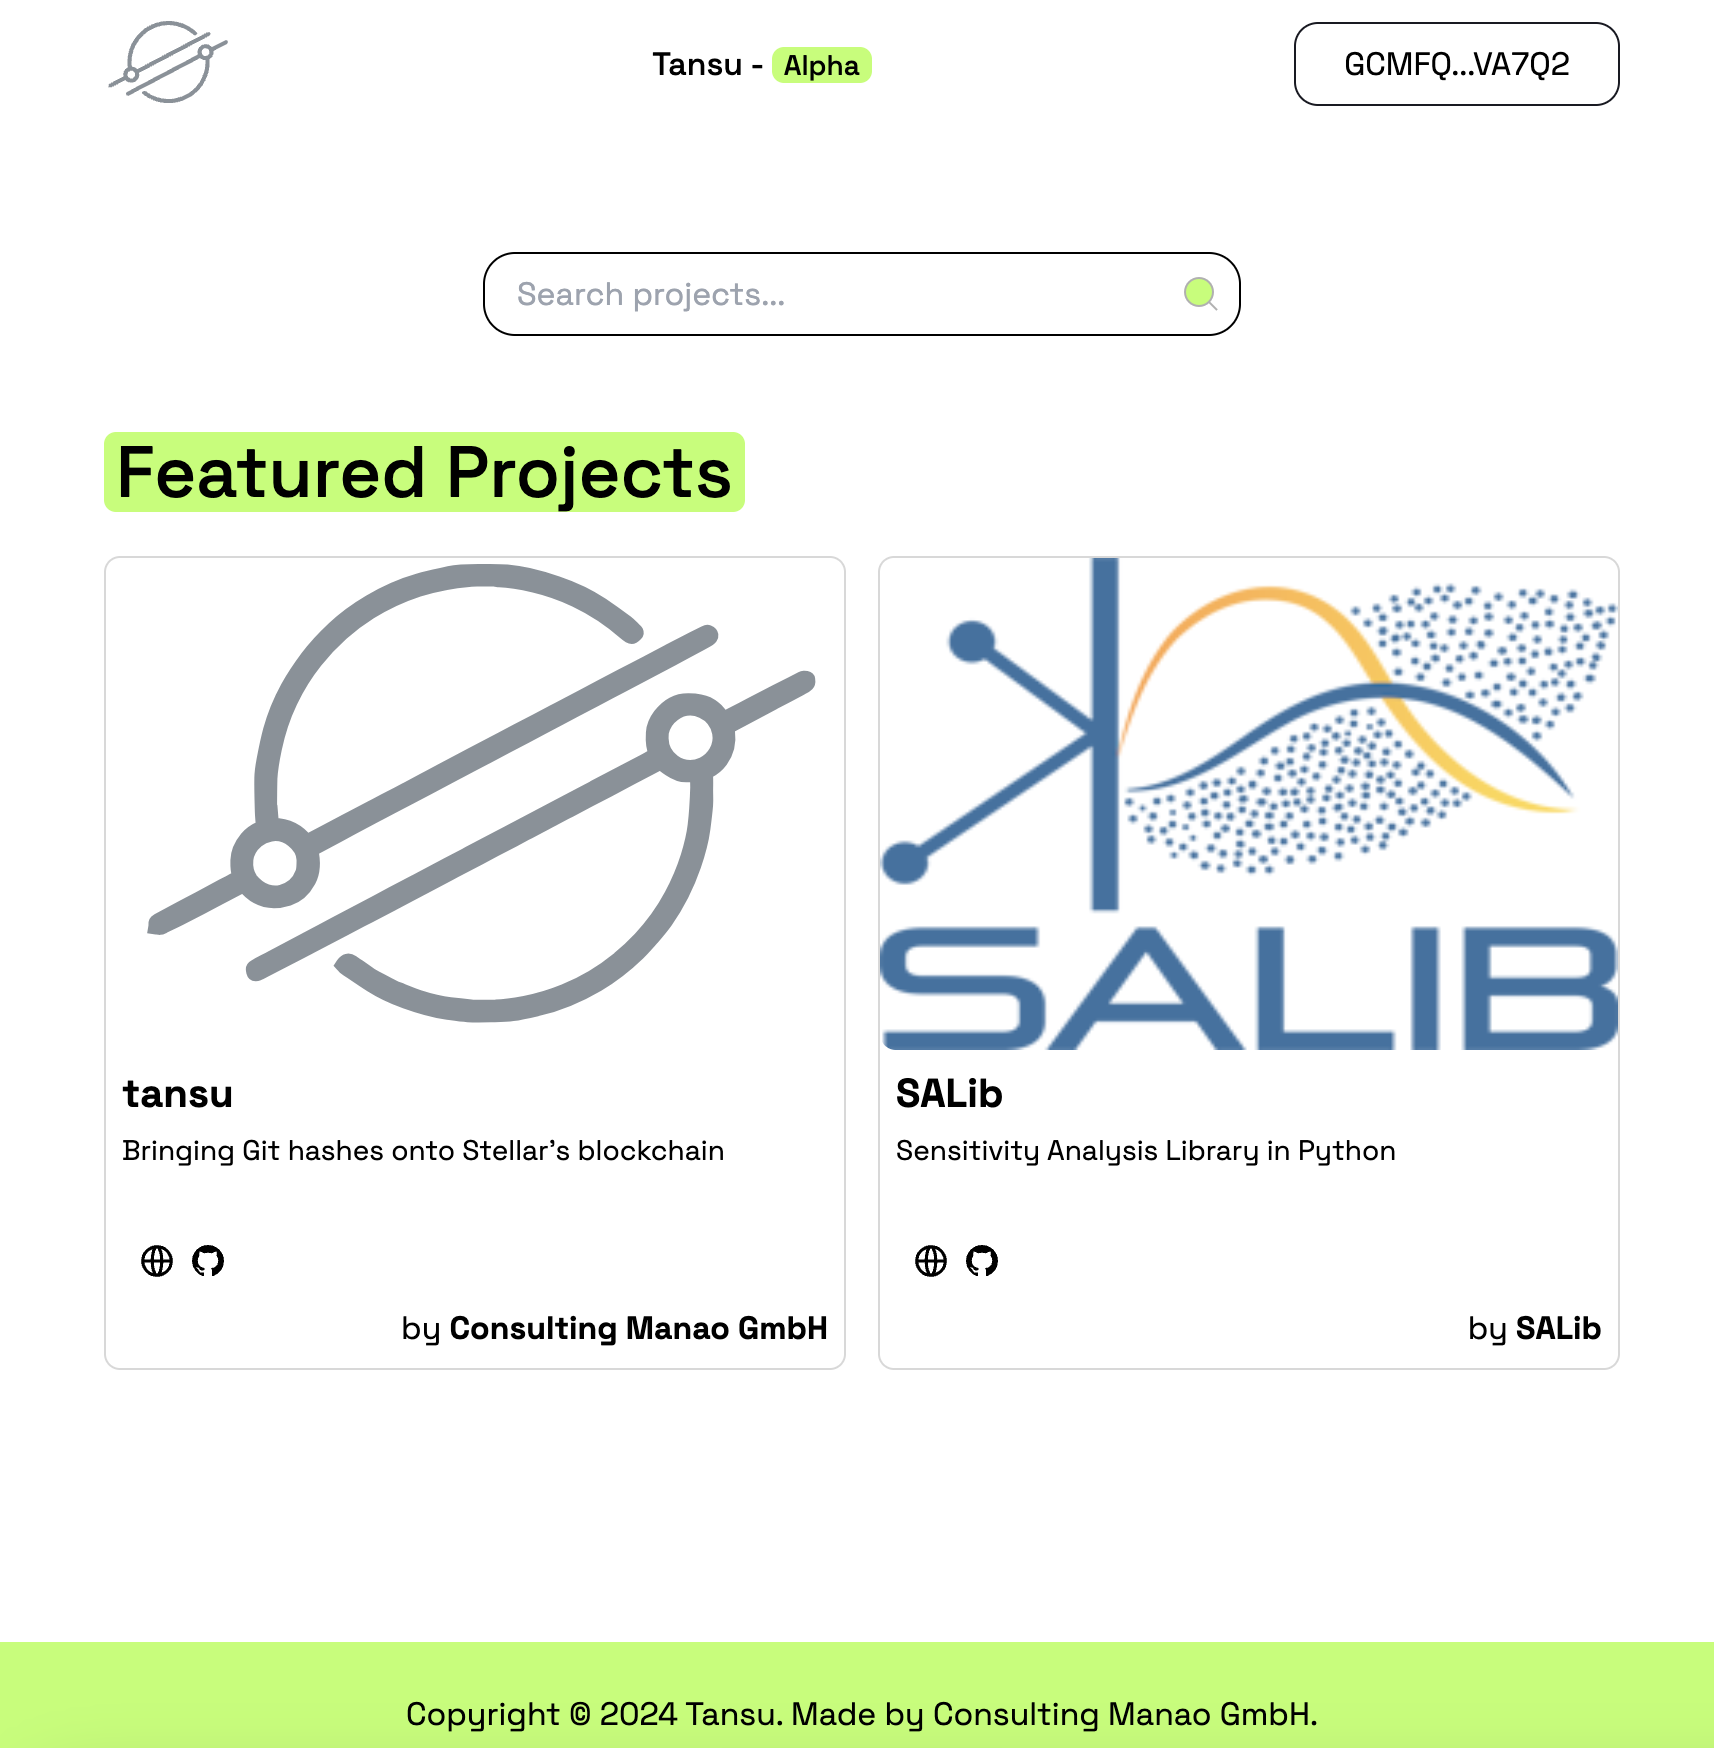 Tansu - Alpha
GCMFQ...VA7Q2
Search projects...
Featured Projects
SALIB
tansu
Bringing Git hashes onto Stellar's blockchain
by Consulting Manao GmbH
SALib
Sensitivity Analysis Library in Python
by SALib
Copyright © 2024 Tansu. Made by Consulting Manao GmbH.